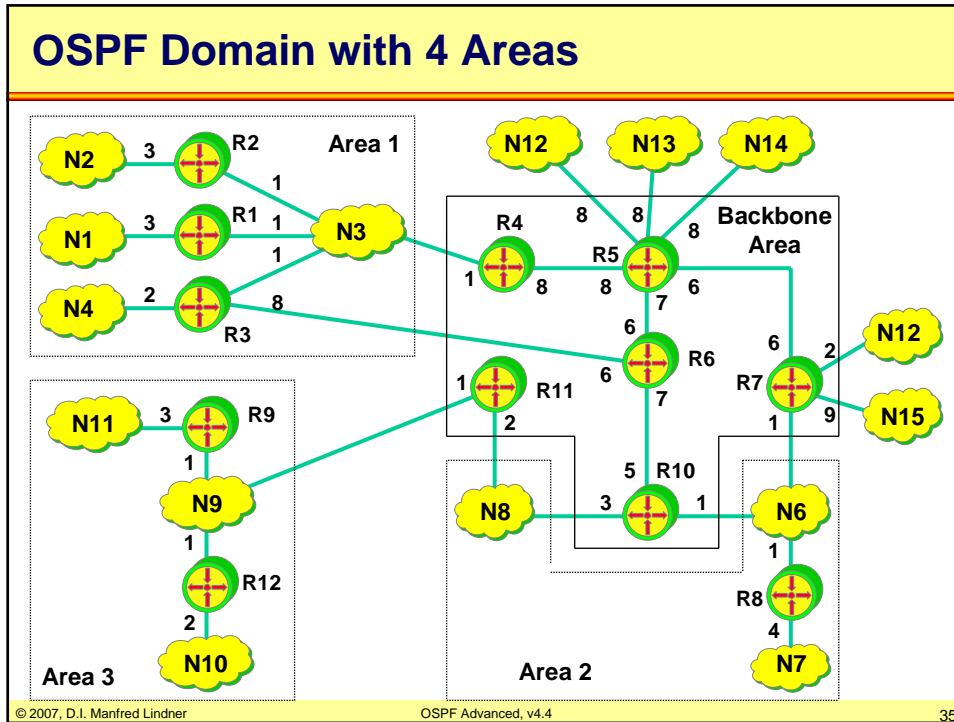 OSPF Domain with 4 Areas
N12
N13
N14
N2
3
R2
Area 1
1
8
8
8
Backbone
Area
N1
3
R1
1
N3
R4
R5
1
8
8
6
7
N4
2
1
8
R3
6
R6
6
7
6
2
N12
R7
1
9
N15
N11
3
R9
1
1
R11
2
5
R10
N9
N8
3
1
N6
1
R12
1
R8
2
4
N10
N7
Area 3
Area 2
© 2007, D.I. Manfred Lindner
OSPF Advanced, v4.4
35